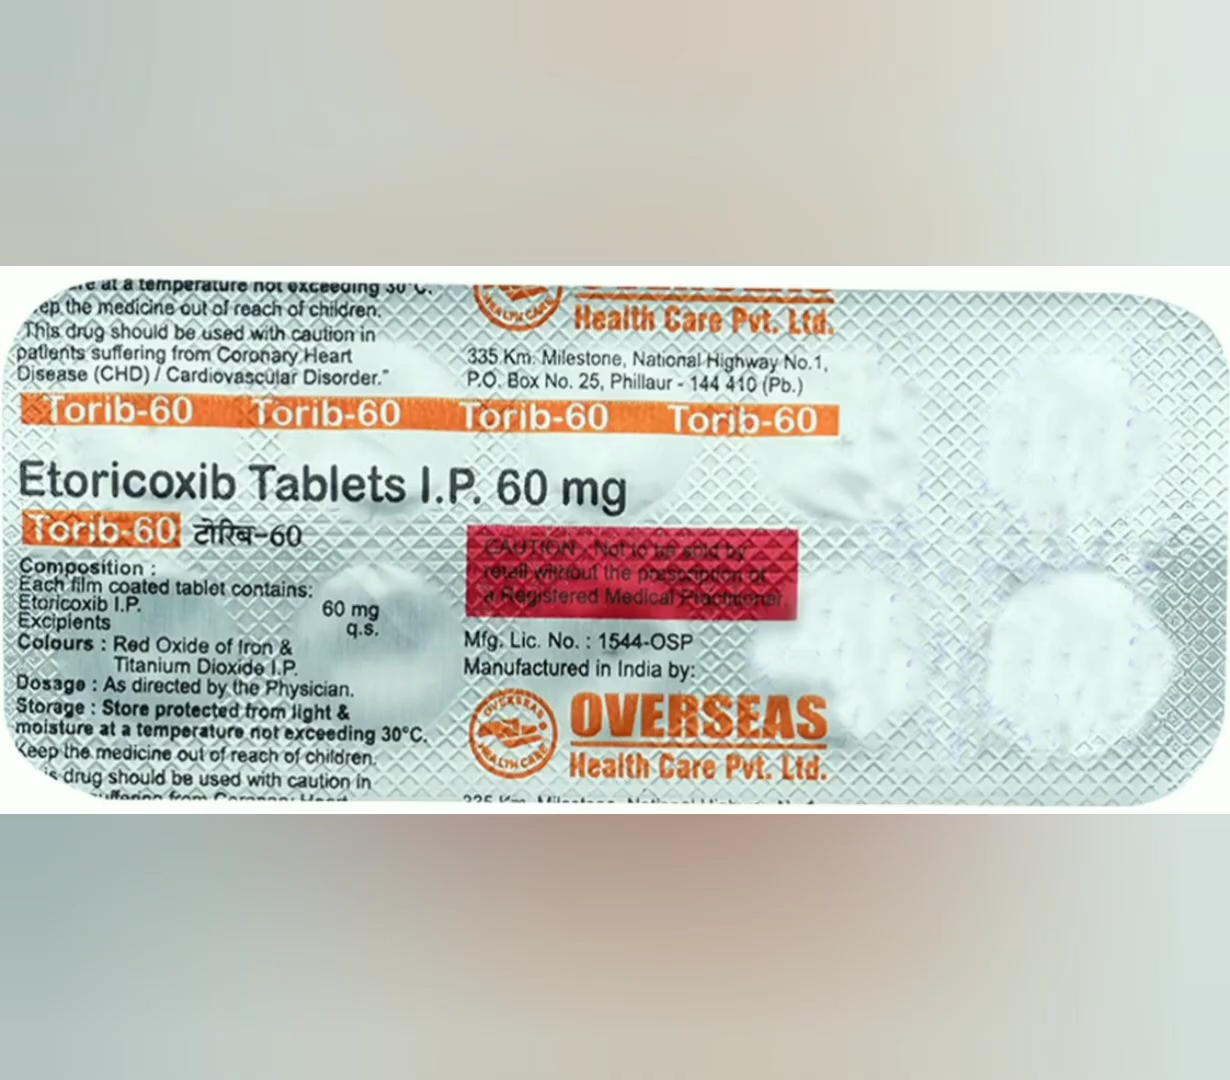 at a temperature not exceeding 30°C.
ep the medicine out of reach of children.
This drug should be used with caution in
patients suffering from Coronary Heart
Disease (CHD) / Cardiovascular Disorder."
HEALTH CARE
Health Care Pvt. Ltd.
335 Km. Milestone, National Highway No.1,
P.O. Box No. 25, Phillaur - 144 410 (Pb.)
Torib-60 Torib-60 Torib-60 Torib-60
Etoricoxib Tablets I.P. 60 mg
Torib-60 टोरिब-60
Composition :
Each film coated tablet contains:
Etoricoxib I.P. 60 mg
Excipients q.s.
Colours : Red Oxide of Iron &
Titanium Dioxide I.P.
Dosage : As directed by the Physician.
Storage : Store protected from light &
moisture at a temperature not exceeding 30°C.
Keep the medicine out of reach of children.
is drug should be used with caution in
suffering from Coronary Heart
CAUTION : Not to be sold by
retail without the prescription of
a Registered Medical Practitioner.
Mfg. Lic. No. : 1544-OSP
Manufactured in India by:
OVERSEAS
HEALTH CARE
OVERSEAS
Health Care Pvt. Ltd.
335 Km. Milestone, National Highway No.1,